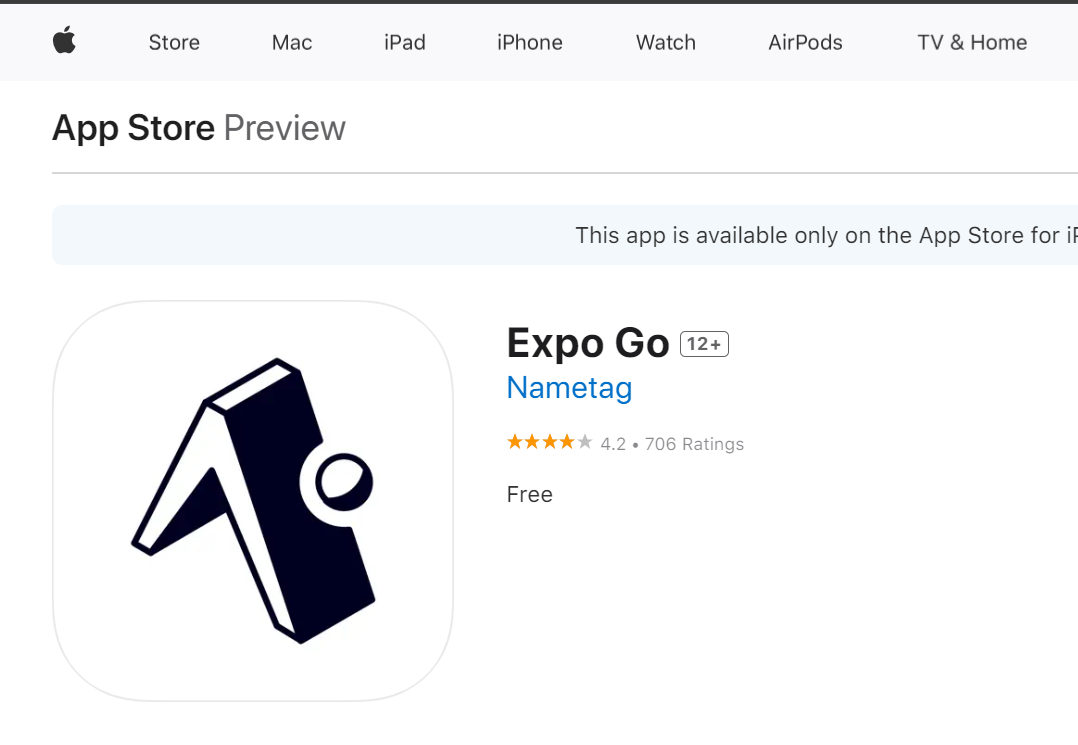 Store Mac iPad iPhone Watch AirPods TV & Home
App Store Preview
This app is available only on the App Store for
Expo Go 12+
Nametag
4.2 • 706 Ratings
Free